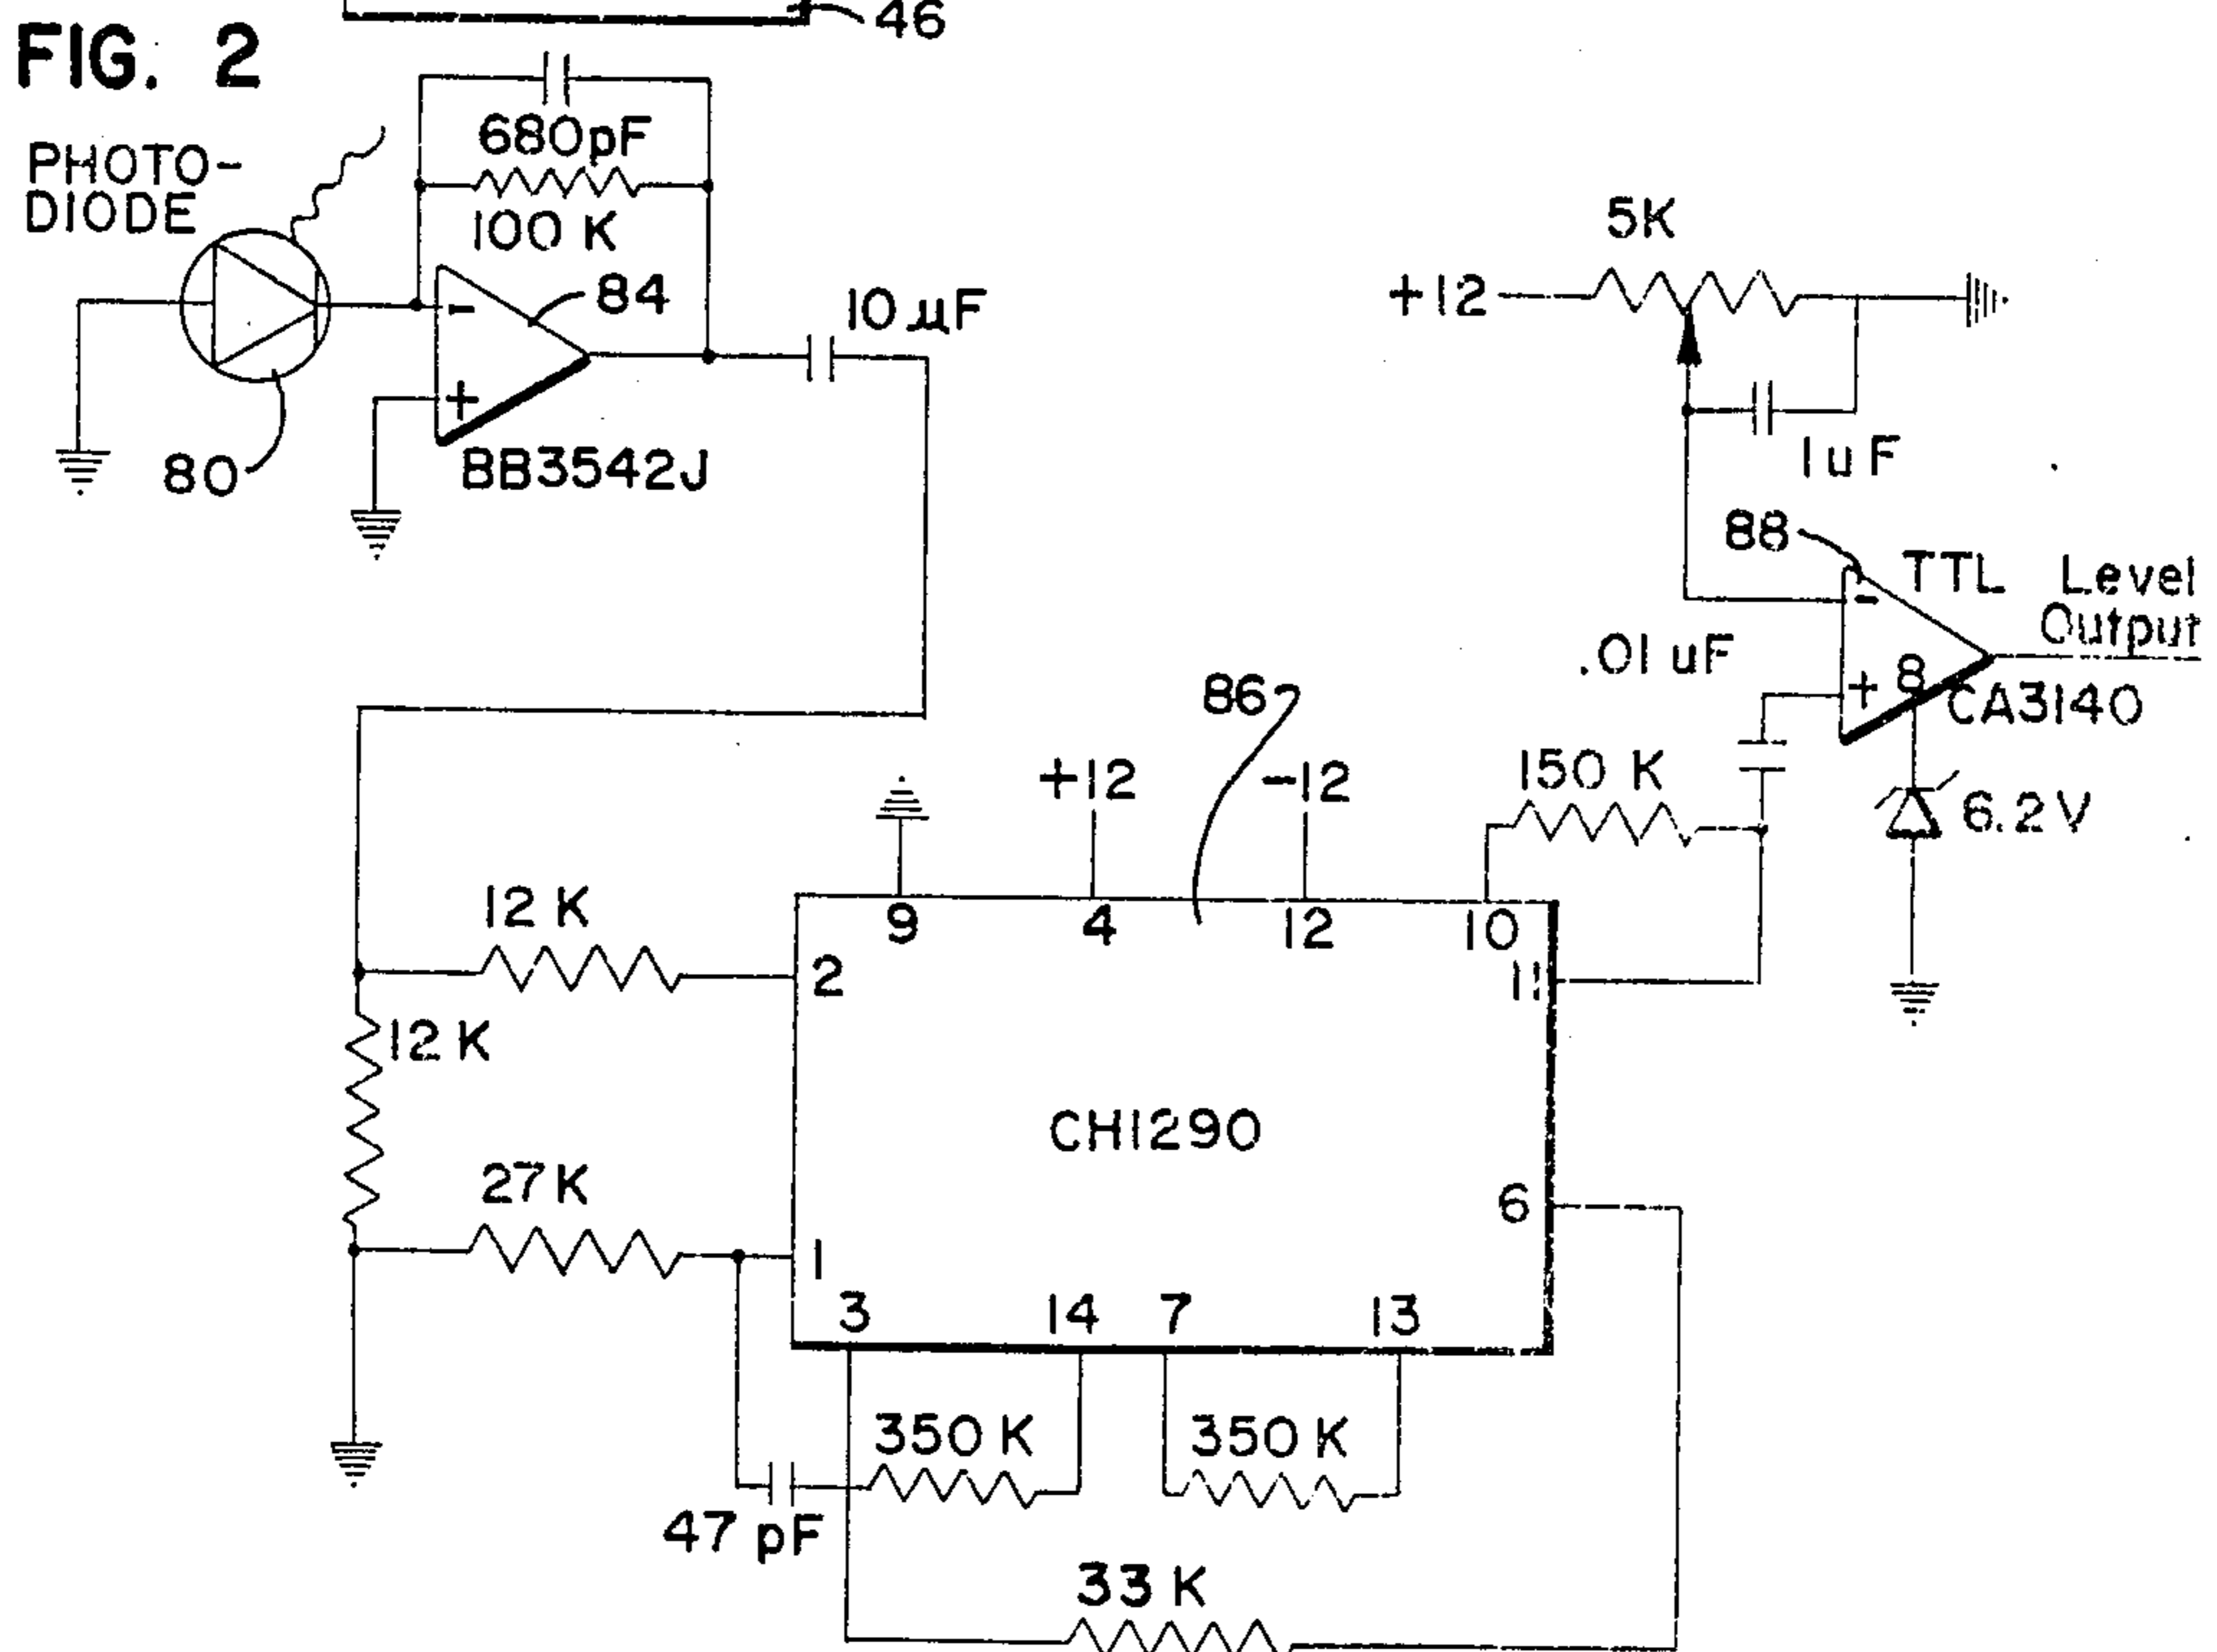 46
FIG. 2
680pF
PHOTO-
DIODE
100 K
84
10 µF
-
+
80
BB3542J
5K
+12
1uF
88
TTL Level
Output
-
.01 uF
+
8
CA3140
86
+12
-12
150 K
6.2V
12 K
9
4
12
10
2
11
12 K
CH1290
27K
6
1
3
14
7
13
350 K
350 K
47 pF
33 K